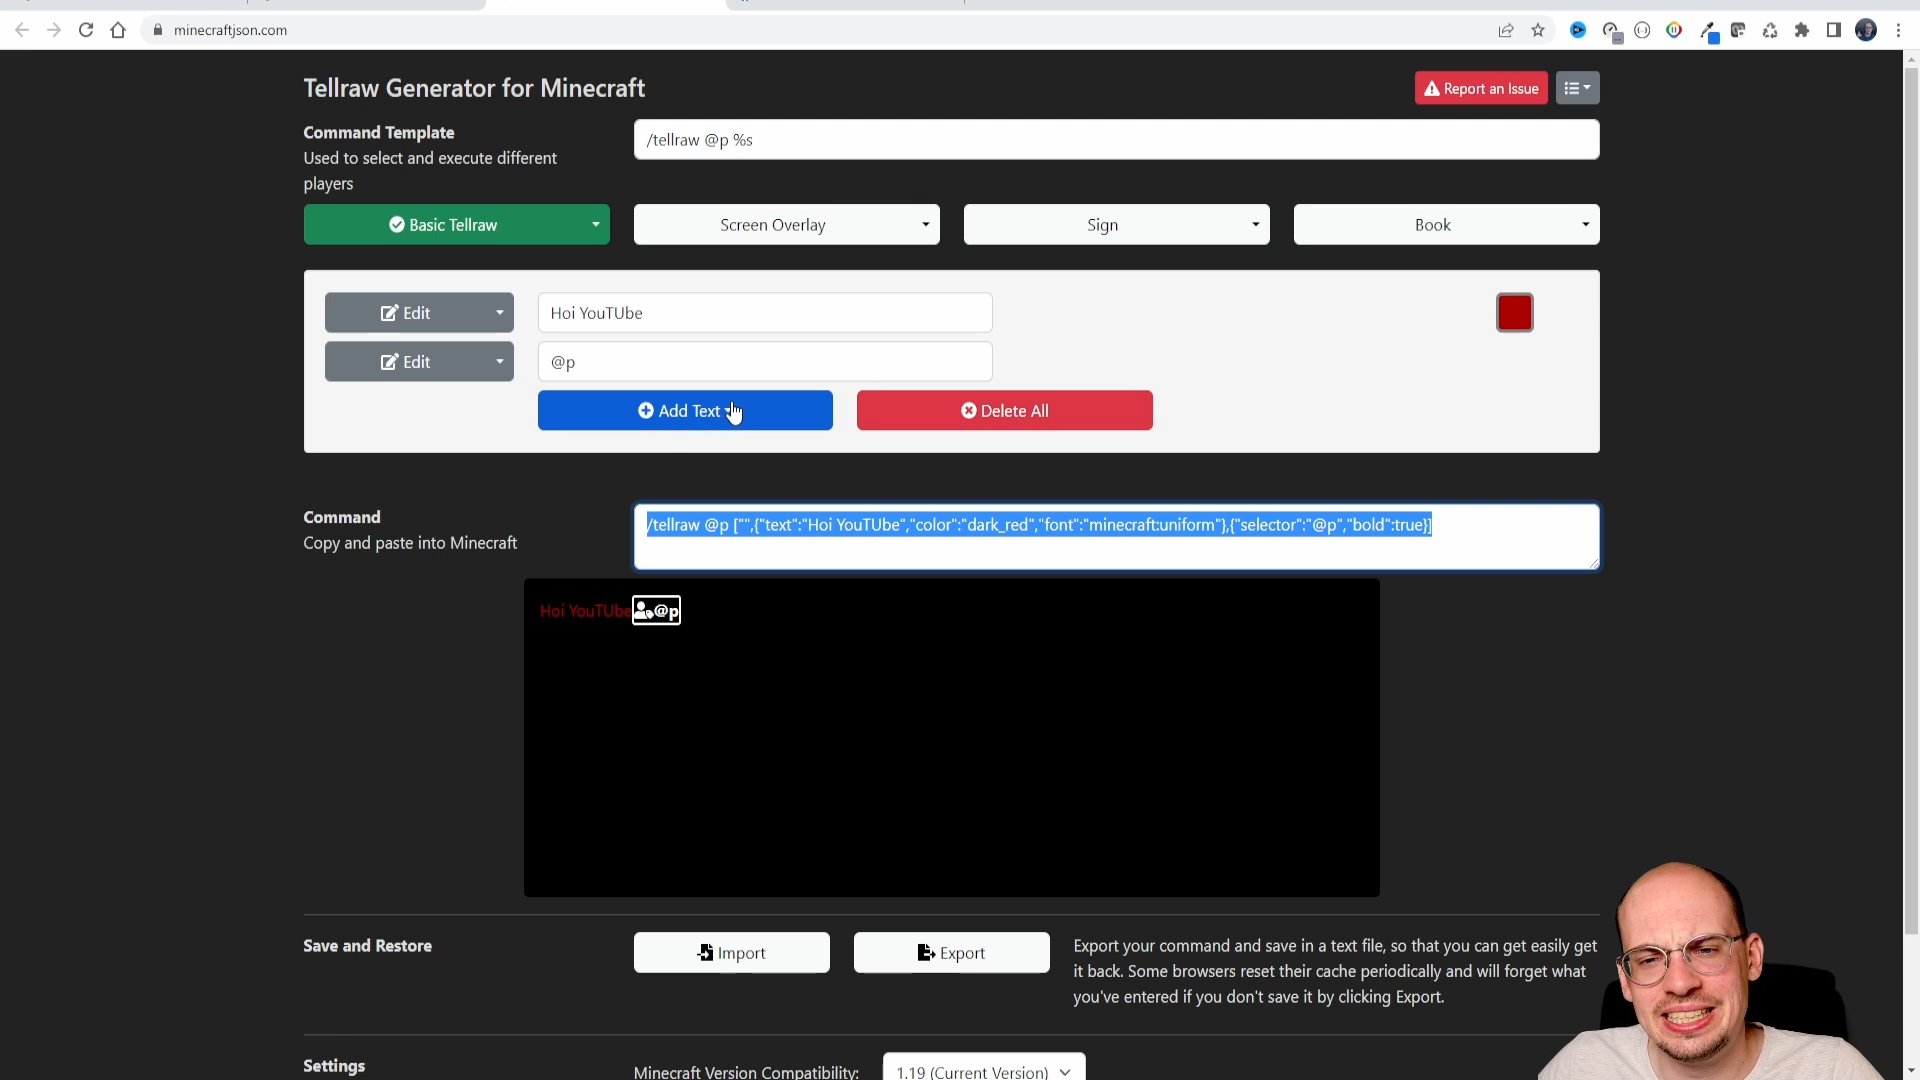 minecraftjson.com
Tellraw Generator for Minecraft
Report an Issue
Command Template
Used to select and execute different
players
/tellraw @p %s
Basic Tellraw
Screen Overlay
Sign
Book
Edit
Hoi YouTUbe
Edit
@p
Add Text
Delete All
Command
Copy and paste into Minecraft
/tellraw @p ["",{"text":"Hoi YouTUbe","color":"dark_red","font":"minecraft:uniform"},{"selector":"@p","bold":true}]
Hoi YouTUbe @p
Save and Restore
Import
Export
Export your command and save in a text file, so that you can get easily get
it back. Some browsers reset their cache periodically and will forget what
you've entered if you don't save it by clicking Export.
Settings
Minecraft Version Compatibility:
1.19 (Current Version)